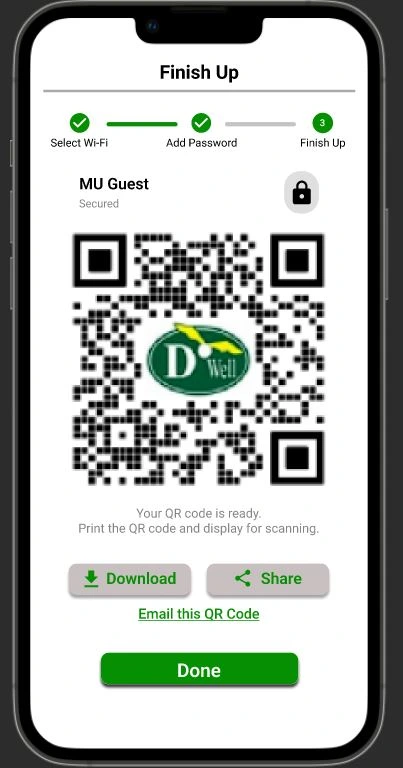 Finish Up
3
Select Wi-Fi
Add Password
Finish Up
MU Guest
Secured
D Well
Your QR code is ready.
Print the QR code and display for scanning.
Download
Share
Email this QR Code
Done